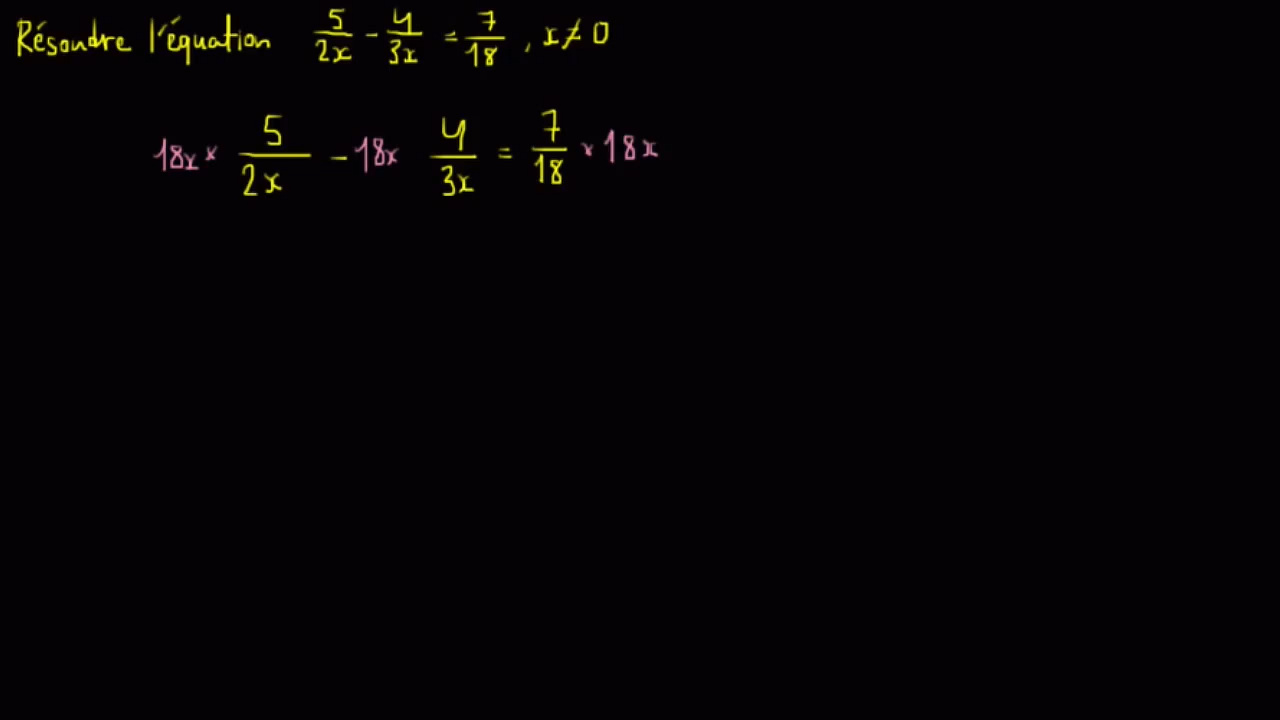 Résoudre l'équation 5/2x - 4/3x = 7/18 , x ≠ 0
18x × 5/2x - 18x 4/3x = 7/18 × 18x